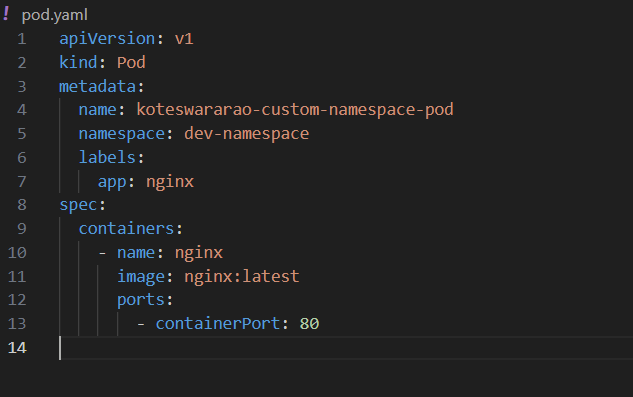 ! pod.yaml
1 apiVersion: v1
2 kind: Pod
3 metadata:
4   name: koteswararao-custom-namespace-pod
5   namespace: dev-namespace
6   labels:
7     app: nginx
8 spec:
9   containers:
10     - name: nginx
11       image: nginx:latest
12       ports:
13         - containerPort: 80
14